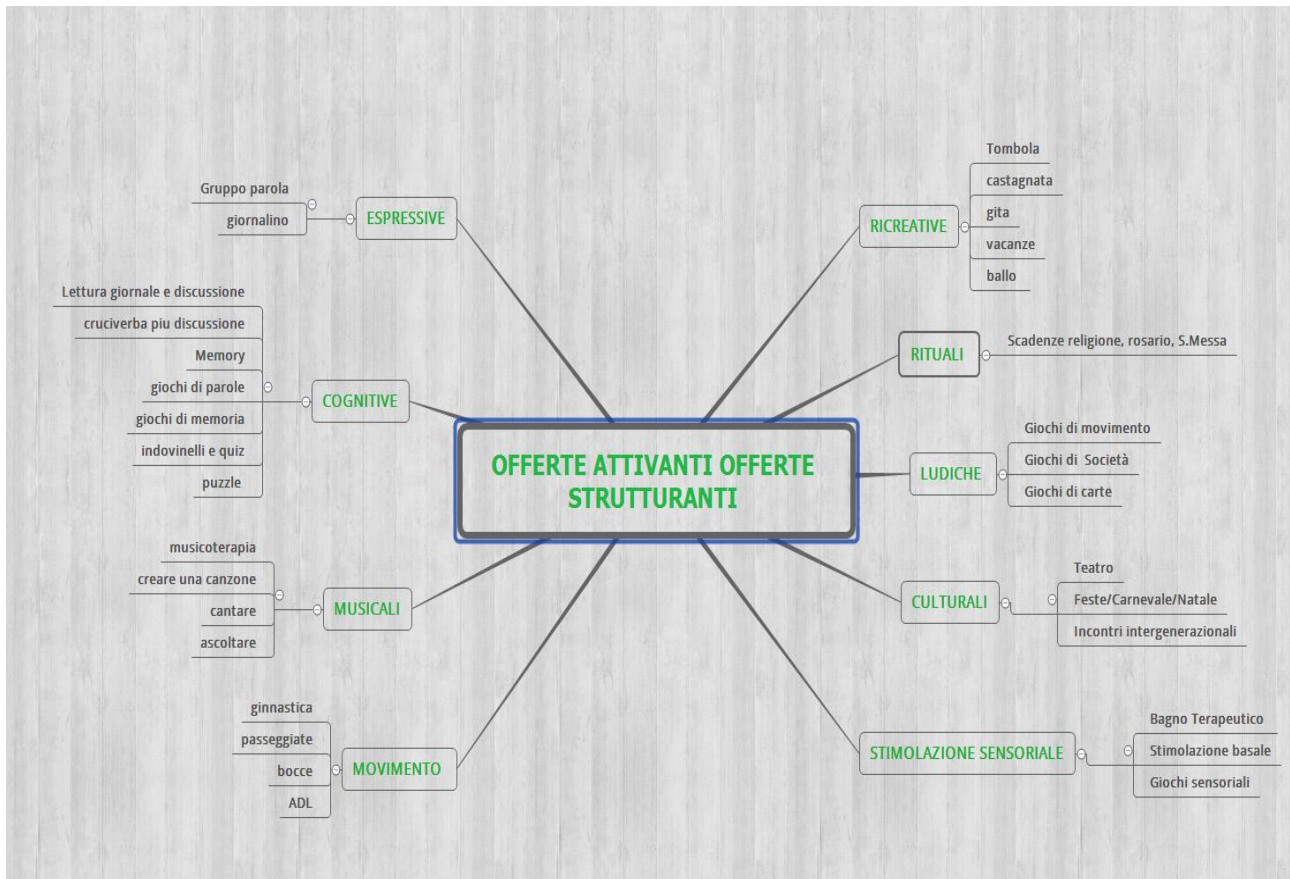 OFFERTE ATTIVANTI OFFERTE
STRUTTURANTI
ESPRESSIVE
Gruppo parola
giornalino
COGNITIVE
Lettura giornale e discussione
cruciverba piu discussione
Memory
giochi di parole
giochi di memoria
indovinelli e quiz
puzzle
MUSICALI
musicoterapia
creare una canzone
cantare
ascoltare
MOVIMENTO
ginnastica
passeggiate
bocce
ADL
RICREATIVE
Tombola
castagnata
gita
vacanze
ballo
RITUALI
Scadenze religione, rosario, S.Messa
LUDICHE
Giochi di movimento
Giochi di  Società
Giochi di carte
CULTURALI
Teatro
Feste/Carnevale/Natale
Incontri intergenerazionali
STIMOLAZIONE SENSORIALE
Bagno Terapeutico
Stimolazione basale
Giochi sensoriali